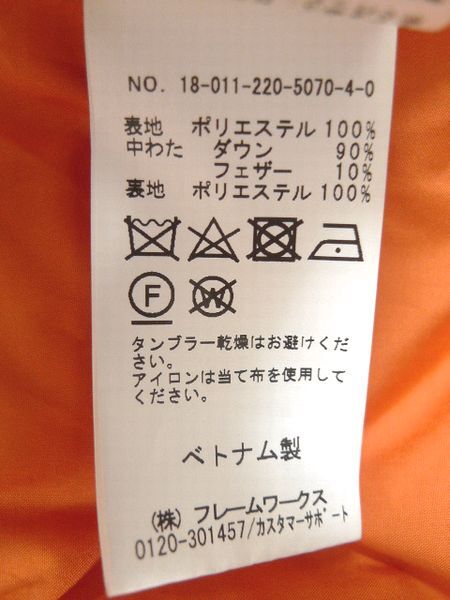 NO. 18-011-220-5070-4-0
表地 ポリエステル 100%
中わた ダウン 90%
フェザー 10%
裏地 ポリエステル 100%
F W
タンブラー乾燥はお避けくだ
さい。
アイロンは当て布を使用して
ください。
ベトナム製
(株) フレームワークス
0120-301457/カスタマーサポート